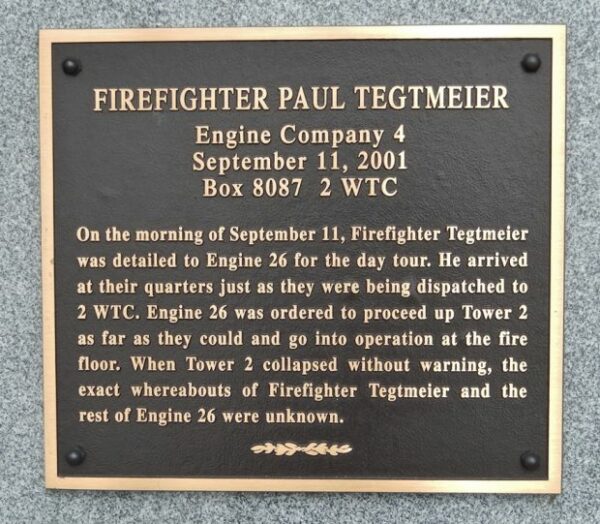 FIREFIGHTER PAUL TEGTMEIER
Engine Company 4
September 11, 2001
Box 8087 2 WTC
On the morning of September 11, Firefighter Tegtmeier
was detailed to Engine 26 for the day tour. He arrived
at their quarters just as they were being dispatched to
2 WTC. Engine 26 was ordered to proceed up Tower 2
as far as they could and go into operation at the fire
floor. When Tower 2 collapsed without warning, the
exact whereabouts of Firefighter Tegtmeier and the
rest of Engine 26 were unknown.